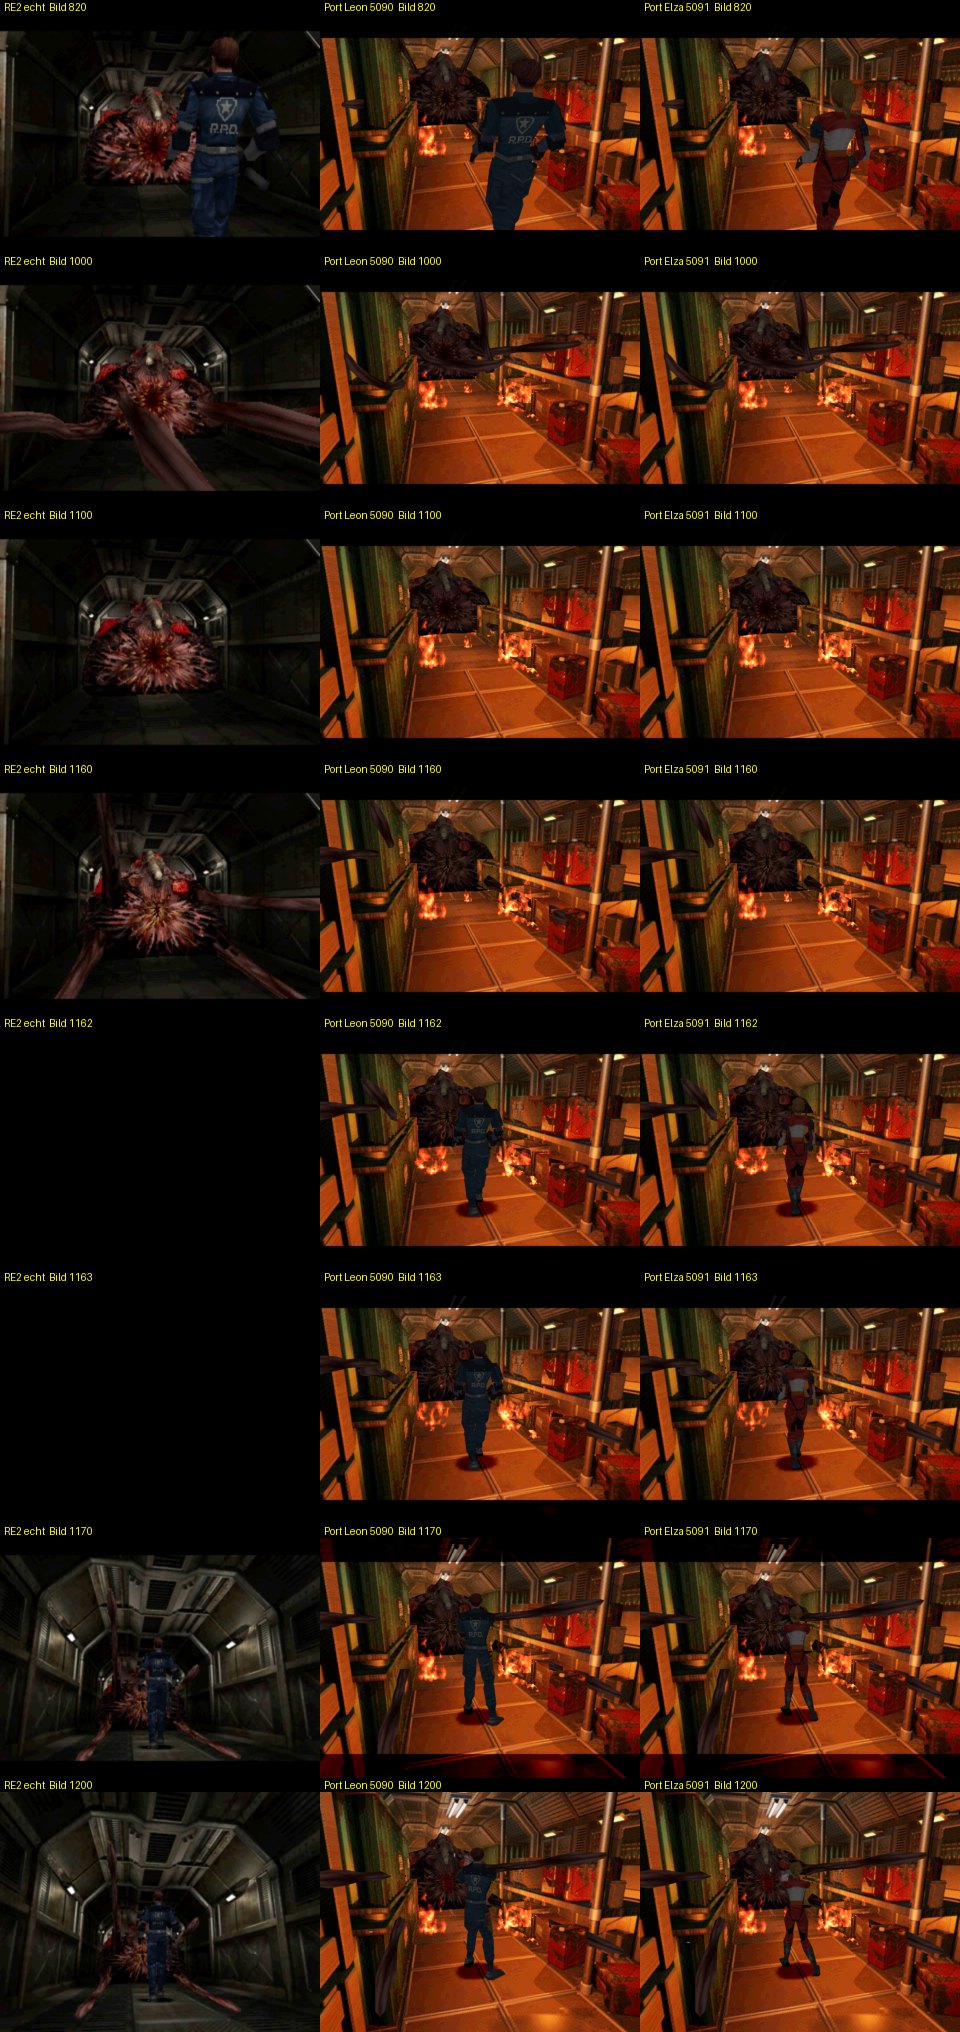 RE2 echt Bild 820
Port Leon 5090 Bild 820
Port Elza 5091 Bild 820
R.P.D.
R.P.D.
RE2 echt Bild 1000
Port Leon 5090 Bild 1000
Port Elza 5091 Bild 1000
RE2 echt Bild 1100
Port Leon 5090 Bild 1100
Port Elza 5091 Bild 1100
RE2 echt Bild 1160
Port Leon 5090 Bild 1160
Port Elza 5091 Bild 1160
RE2 echt Bild 1162
Port Leon 5090 Bild 1162
Port Elza 5091 Bild 1162
R.P.D.
RE2 echt Bild 1163
Port Leon 5090 Bild 1163
Port Elza 5091 Bild 1163
R.P.D.
RE2 echt Bild 1170
Port Leon 5090 Bild 1170
Port Elza 5091 Bild 1170
R.P.D.
RE2 echt Bild 1200
Port Leon 5090 Bild 1200
Port Elza 5091 Bild 1200
R.P.D.